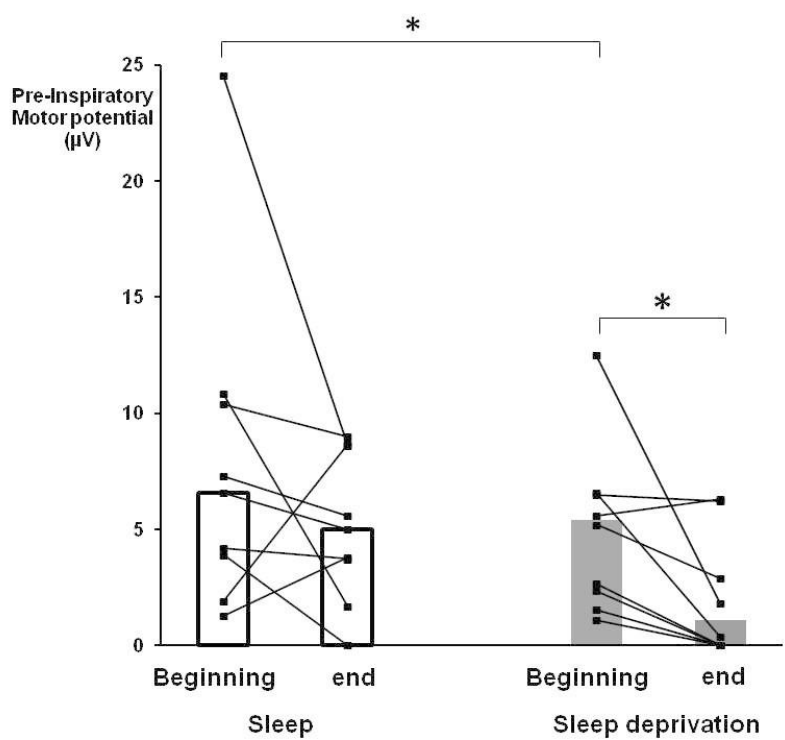 *
Pre-Inspiratory
Motor potential
(µV)
25
20
15
10
5
0
*
Beginning end Beginning end
Sleep Sleep deprivation